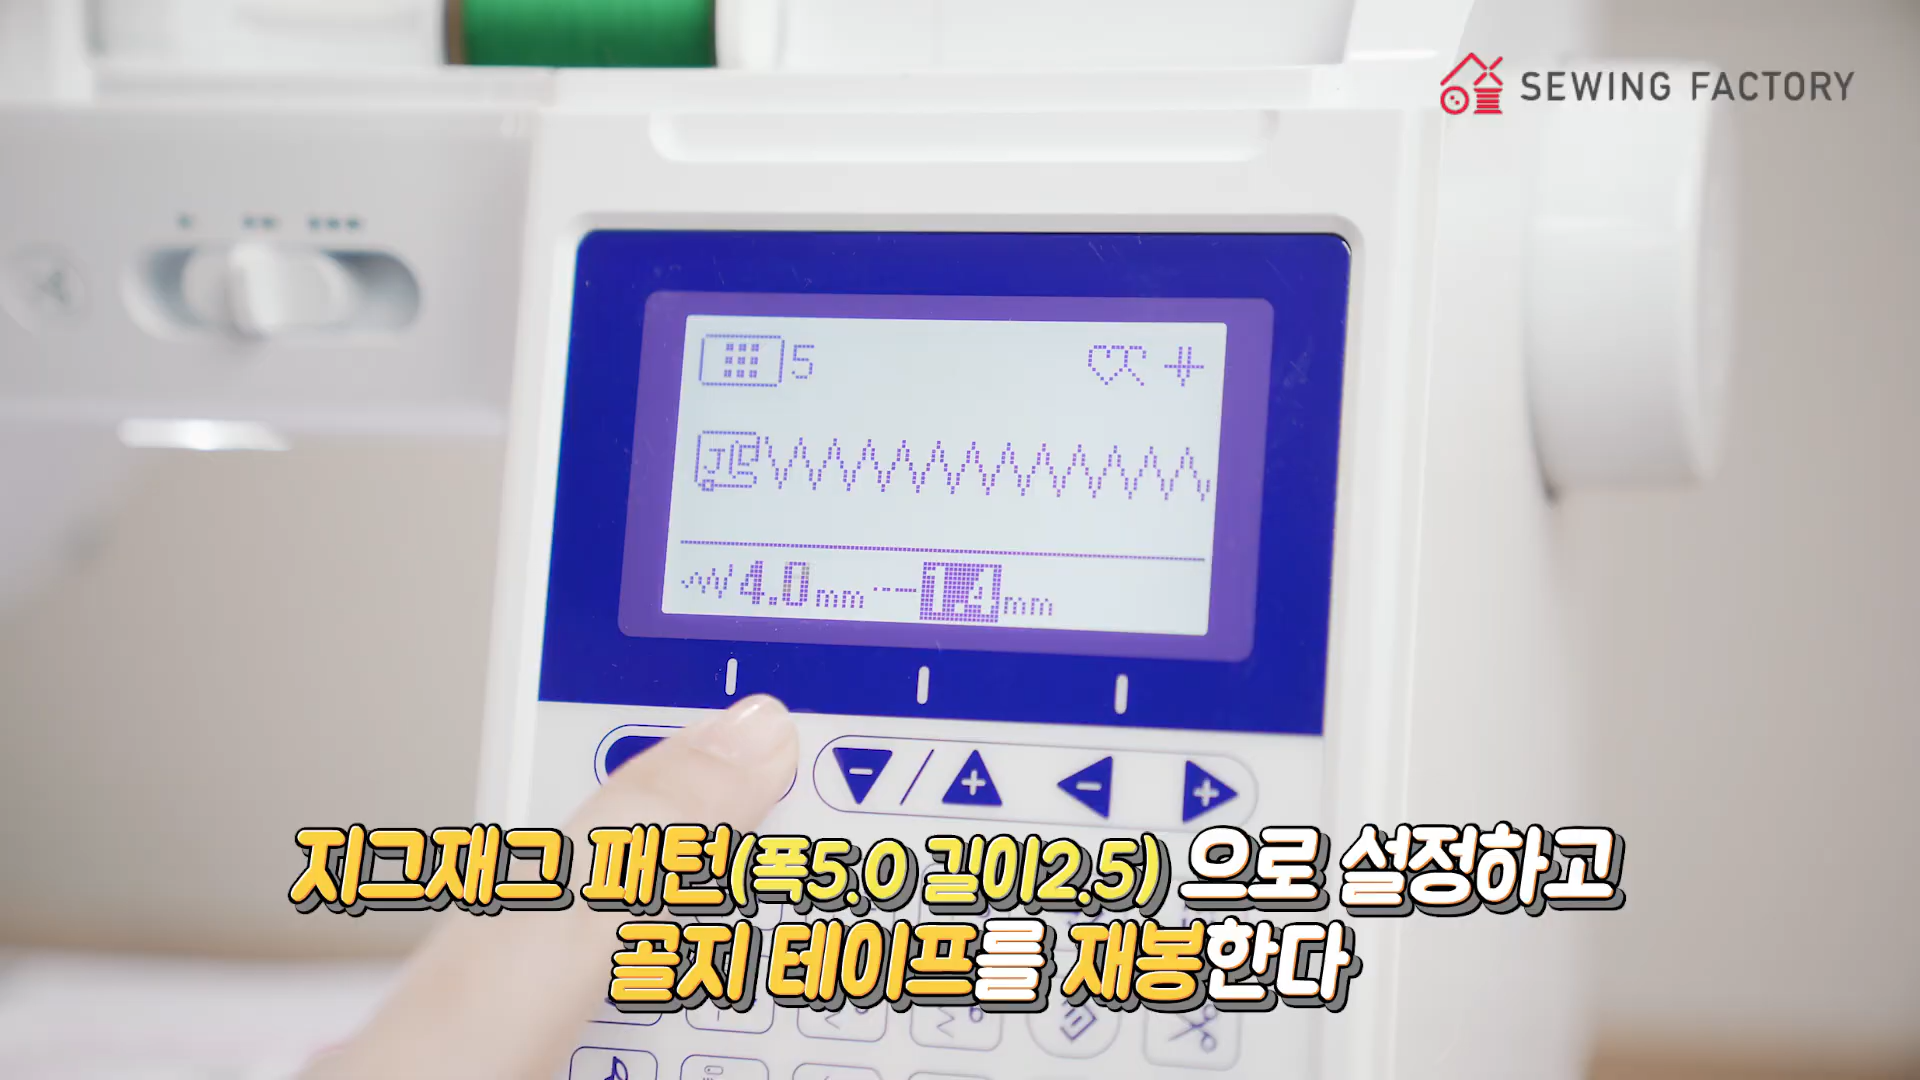 SEWING FACTORY
5
J
4.0mm 1.4mm
지그재그 패턴(폭5.0 길이2.5) 으로 설정하고
골지 테이프를 재봉한다